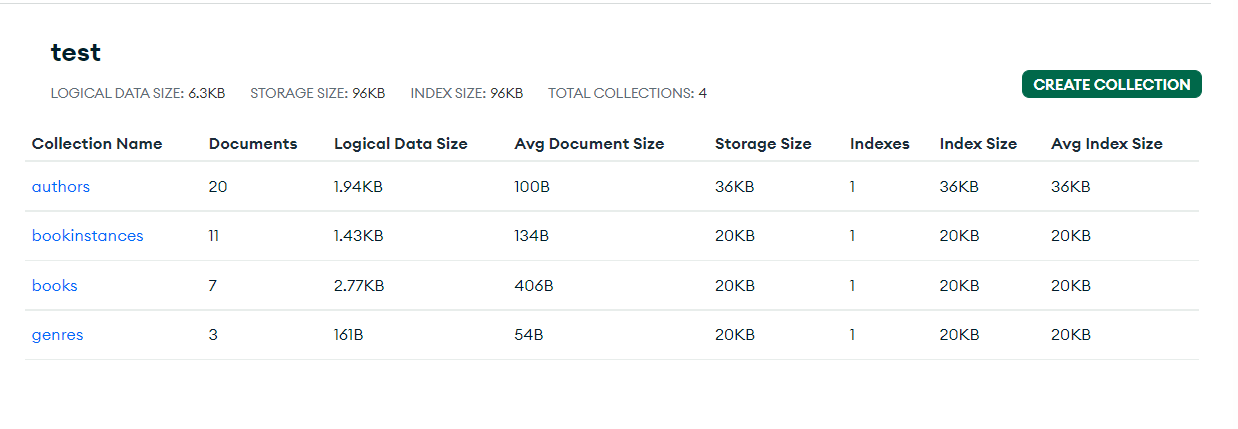 test
LOGICAL DATA SIZE: 6.3KB STORAGE SIZE: 96KB INDEX SIZE: 96KB TOTAL COLLECTIONS: 4
CREATE COLLECTION
Collection Name Documents Logical Data Size Avg Document Size Storage Size Indexes Index Size Avg Index Size
authors 20 1.94KB 100B 36KB 1 36KB 36KB
bookinstances 11 1.43KB 134B 20KB 1 20KB 20KB
books 7 2.77KB 406B 20KB 1 20KB 20KB
genres 3 161B 54B 20KB 1 20KB 20KB